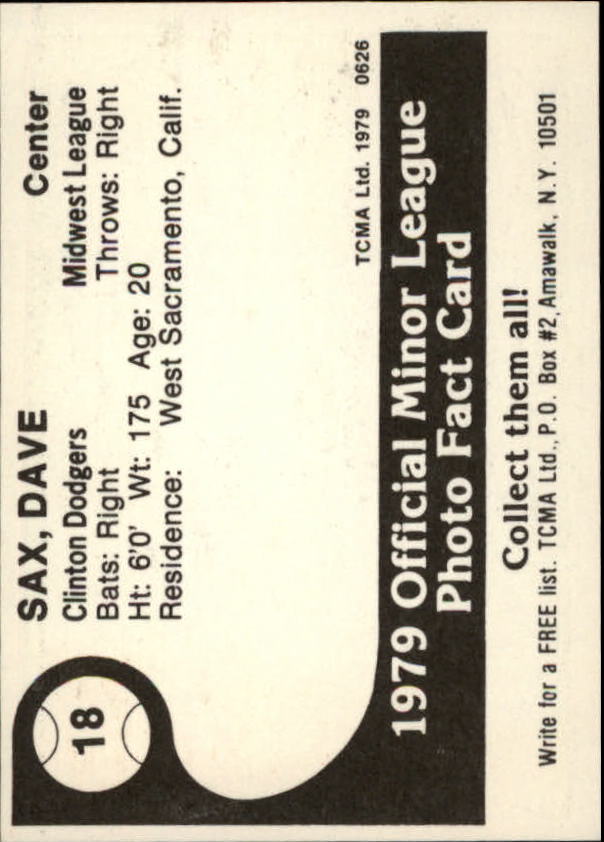 18
SAX, DAVE Center
Clinton Dodgers Midwest League
Bats: Right Throws: Right
Ht: 6'0' Wt: 175 Age: 20
Residence: West Sacramento, Calif.
TCMA Ltd. 1979 0626
1979 Official Minor League
Photo Fact Card
Collect them all!
Write for a FREE list. TCMA Ltd., P.O. Box #2, Amawalk, N.Y. 10501